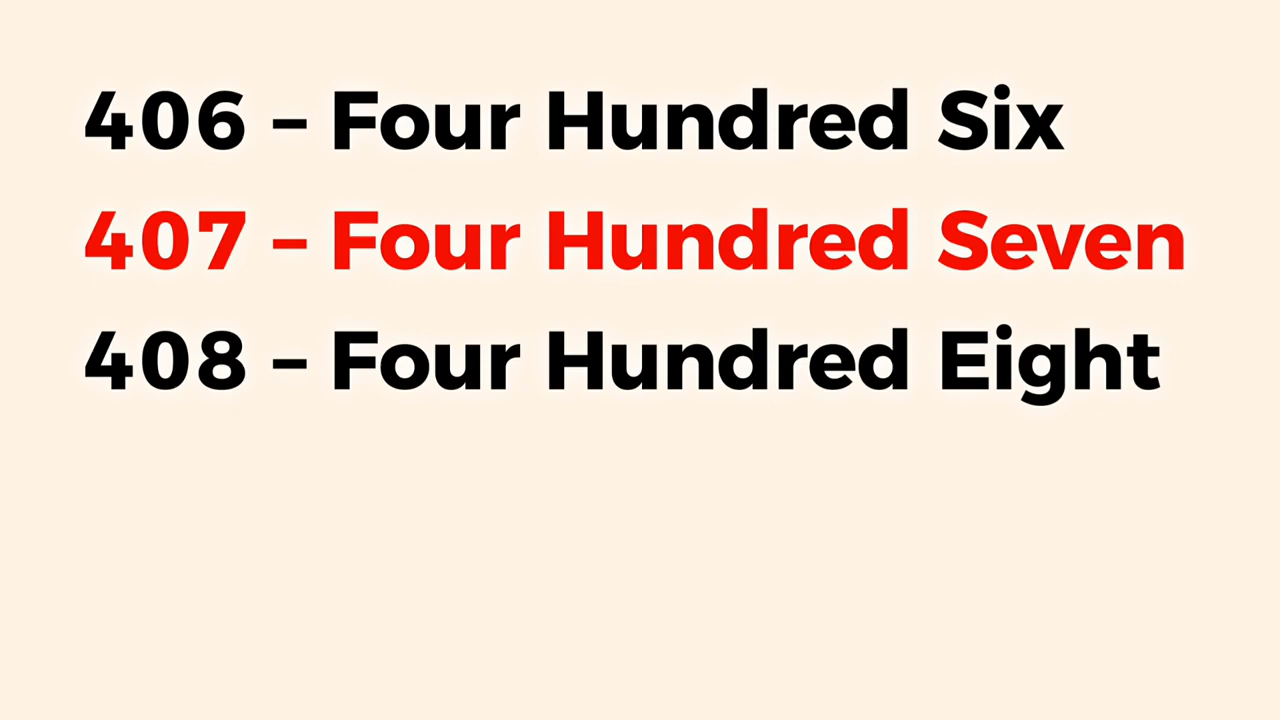 406 – Four Hundred Six
407 – Four Hundred Seven
408 – Four Hundred Eight